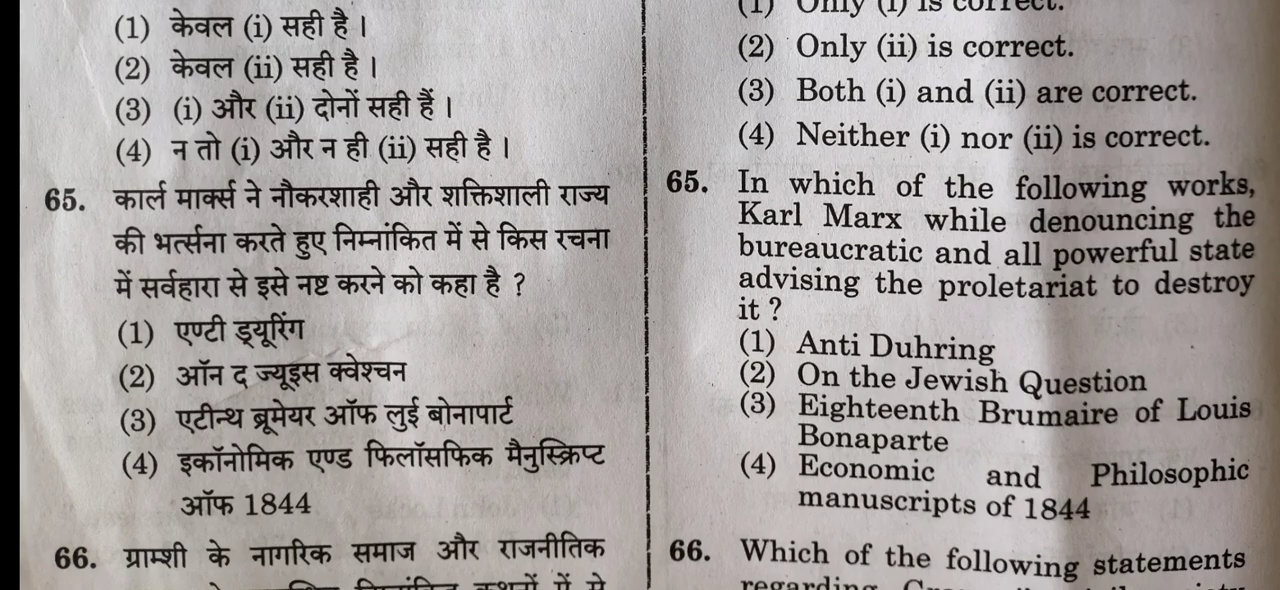 (1) केवल (i) सही है ।
(2) केवल (ii) सही है ।
(3) (i) और (ii) दोनों सही हैं ।
(4) न तो (i) और न ही (ii) सही है ।
65. कार्ल मार्क्स ने नौकरशाही और शक्तिशाली राज्य
की भर्त्सना करते हुए निम्नांकित में से किस रचना
में सर्वहारा से इसे नष्ट करने को कहा है ?
(1) एण्टी ड्यूरिंग
(2) ऑन द ज्यूइस क्वेश्चन
(3) एटीन्थ ब्रूमेयर ऑफ लुई बोनापार्ट
(4) इकॉनोमिक एण्ड फिलॉसफिक मैनुस्क्रिप्ट
ऑफ 1844
66. ग्राम्शी के नागरिक समाज और राजनीतिक
(1) Only (i) is correct.
(2) Only (ii) is correct.
(3) Both (i) and (ii) are correct.
(4) Neither (i) nor (ii) is correct.
65. In which of the following works,
Karl Marx while denouncing the
bureaucratic and all powerful state
advising the proletariat to destroy
it ?
(1) Anti Duhring
(2) On the Jewish Question
(3) Eighteenth Brumaire of Louis
Bonaparte
(4) Economic and Philosophic
manuscripts of 1844
66. Which of the following statements
regarding